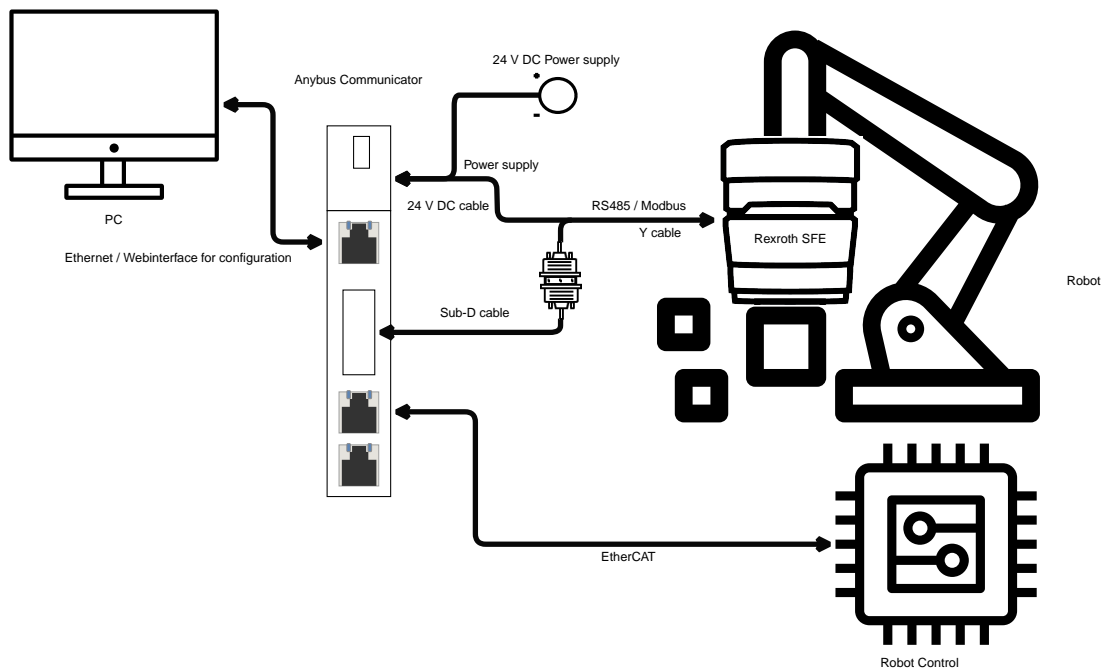 24 V DC Power supply
Anybus Communicator
Power supply
24 V DC cable
RS485 / Modbus
Y cable
PC
Rexroth SFE
Ethernet / Webinterface for configuration
Robot
Sub-D cable
EtherCAT
Robot Control